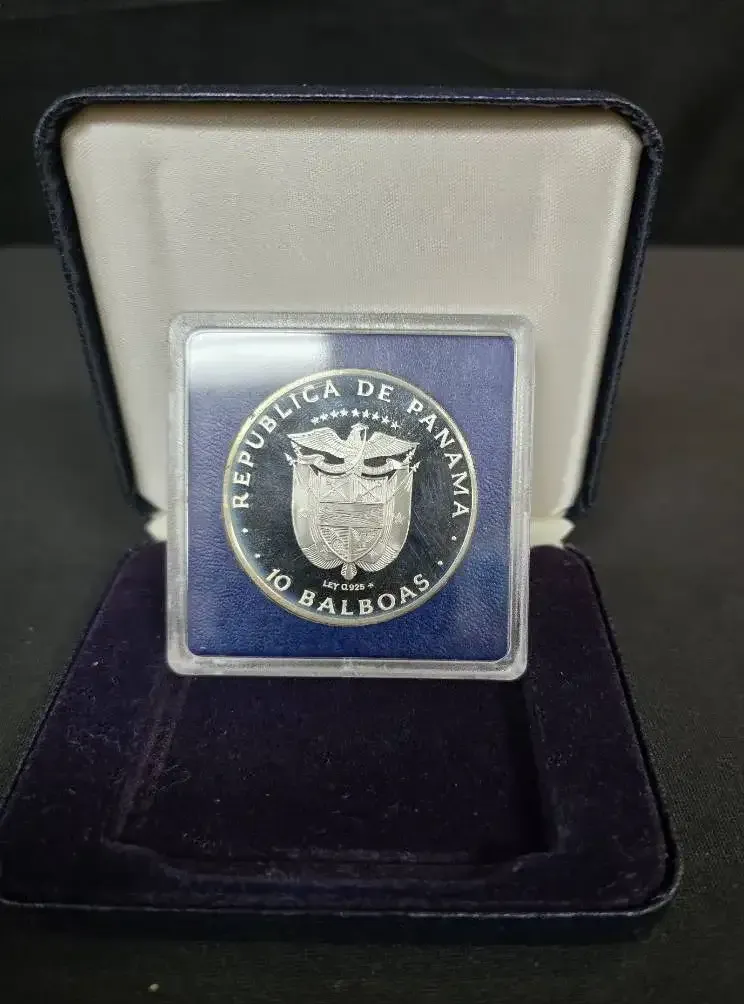 REPUBLICA DE PANAMA
LEY 0.925
10 BALBOAS